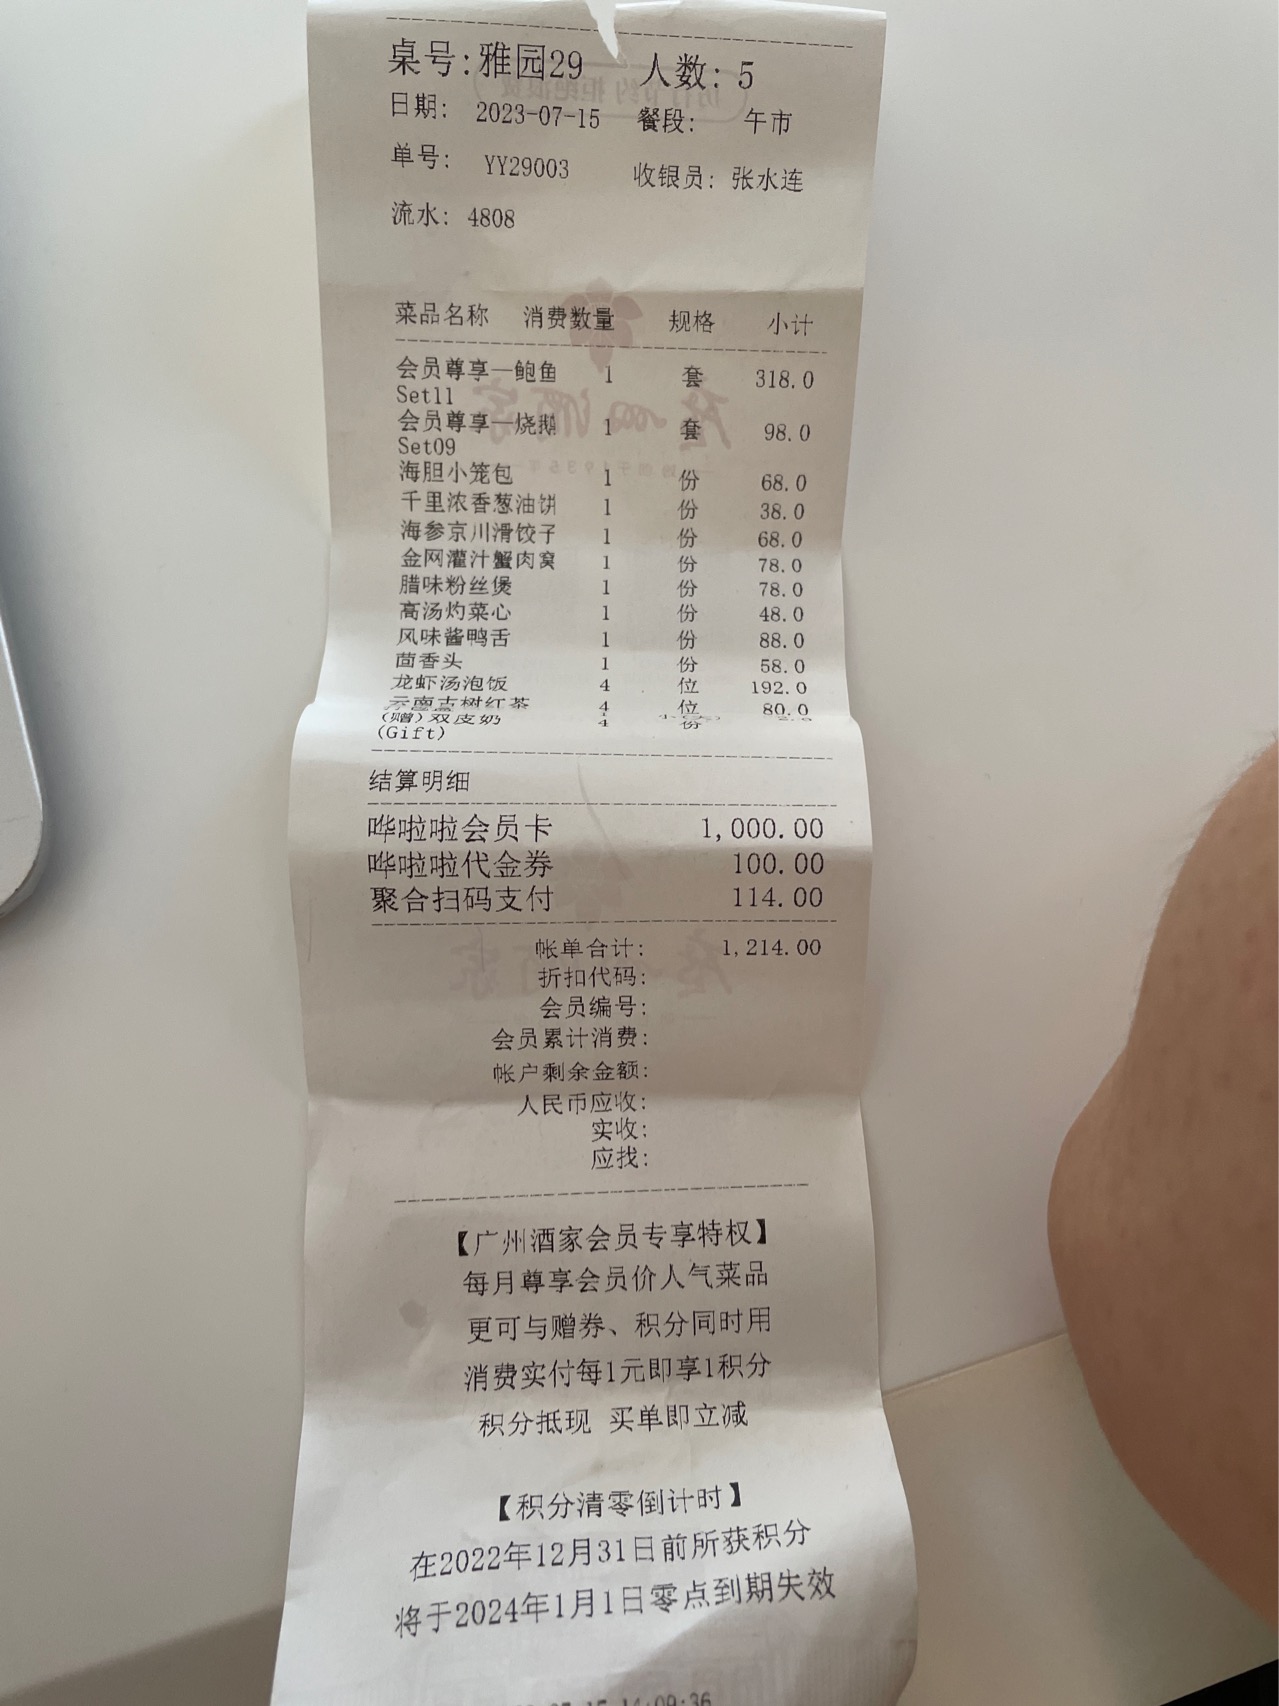 桌号:雅园29 人数: 5
日期: 2023-07-15 餐段: 午市
单号: YY29003 收银员: 张水连
流水: 4808
菜品名称 消费数量 规格 小计
会员尊享—鲍鱼 1 套 318.0
Set11
会员尊享—烧鹅 1 套 98.0
Set09
海胆小笼包 1 份 68.0
千里浓香葱油饼 1 份 38.0
海参京川滑饺子 1 份 68.0
金网灌汁蟹肉窝 1 份 78.0
腊味粉丝煲 1 份 78.0
高汤灼菜心 1 份 48.0
风味酱鸭舌 1 份 88.0
茴香头 1 份 58.0
龙虾汤泡饭 4 位 192.0
云南古树红茶 4 位 80.0
(赠)双皮奶 4 份
(Gift)
结算明细
哗啦啦会员卡 1,000.00
哗啦啦代金券 100.00
聚合扫码支付 114.00
帐单合计: 1,214.00
折扣代码:
会员编号:
会员累计消费:
帐户剩余金额:
人民币应收:
实收:
应找:
【广州酒家会员专享特权】
每月尊享会员价人气菜品
更可与赠券、积分同时用
消费实付每1元即享1积分
积分抵现 买单即立减
【积分清零倒计时】
在2022年12月31日前所获积分
将于2024年1月1日零点到期失效
14:09:36